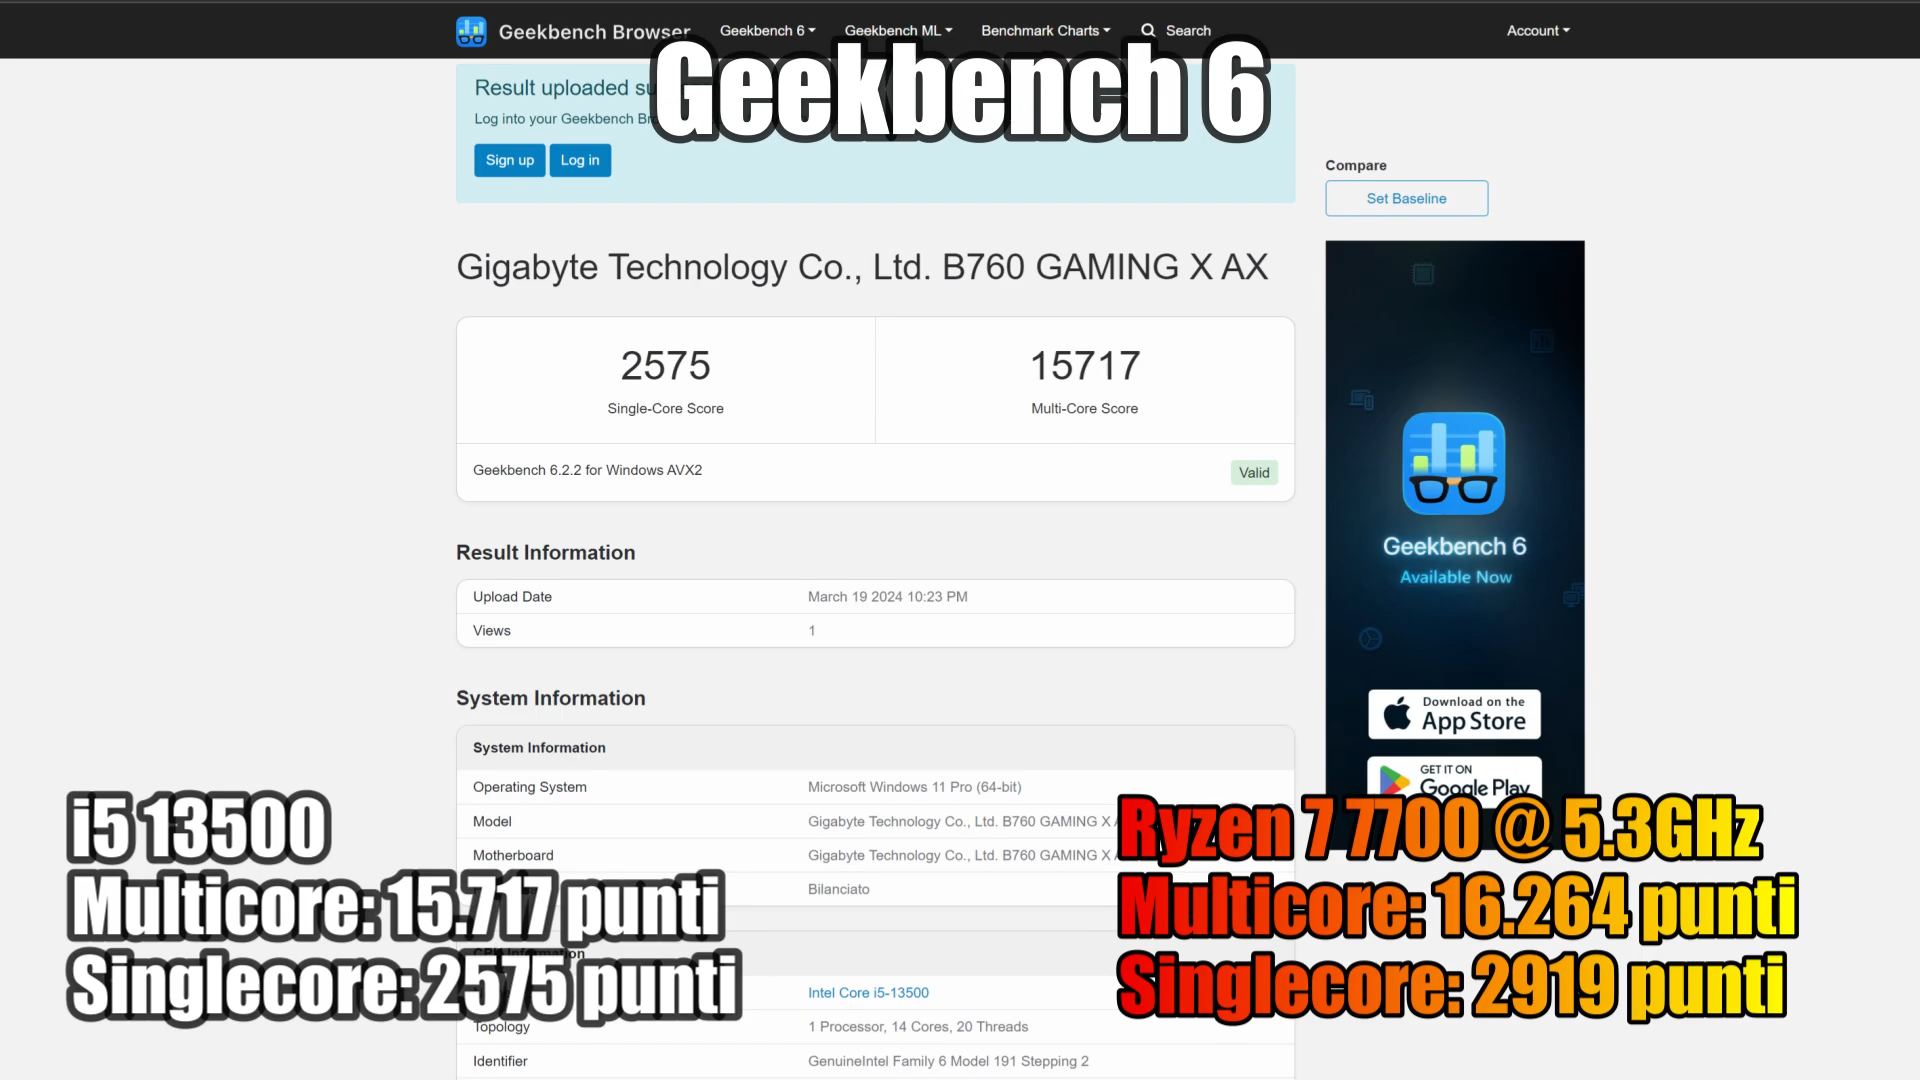 Geekbench Browser
Geekbench 6
Geekbench ML
Benchmark Charts
Search
Account
Geekbench 6
Result uploaded su
Log into your Geekbench
Sign up
Log in
Compare
Set Baseline
Gigabyte Technology Co., Ltd. B760 GAMING X AX
2575
15717
Single-Core Score
Multi-Core Score
Geekbench 6.2.2 for Windows AVX2
Valid
Result Information
Upload Date
March 19 2024 10:23 PM
Views
1
System Information
System Information
Operating System
Microsoft Windows 11 Pro (64-bit)
Model
Gigabyte Technology Co., Ltd. B760 GAMING X
Motherboard
Gigabyte Technology Co., Ltd. B760 GAMING X
Bilanciato
Intel Core i5-13500
Topology
1 Processor, 14 Cores, 20 Threads
Identifier
GenuineIntel Family 6 Model 191 Stepping 2
Geekbench 6
Available Now
Download on the
App Store
GET IT ON
Google Play
i5 13500
Multicore: 15.717 punti
Singlecore: 2575 punti
Ryzen 7 7700 @ 5.3GHz
Multicore: 16.264 punti
Singlecore: 2919 punti